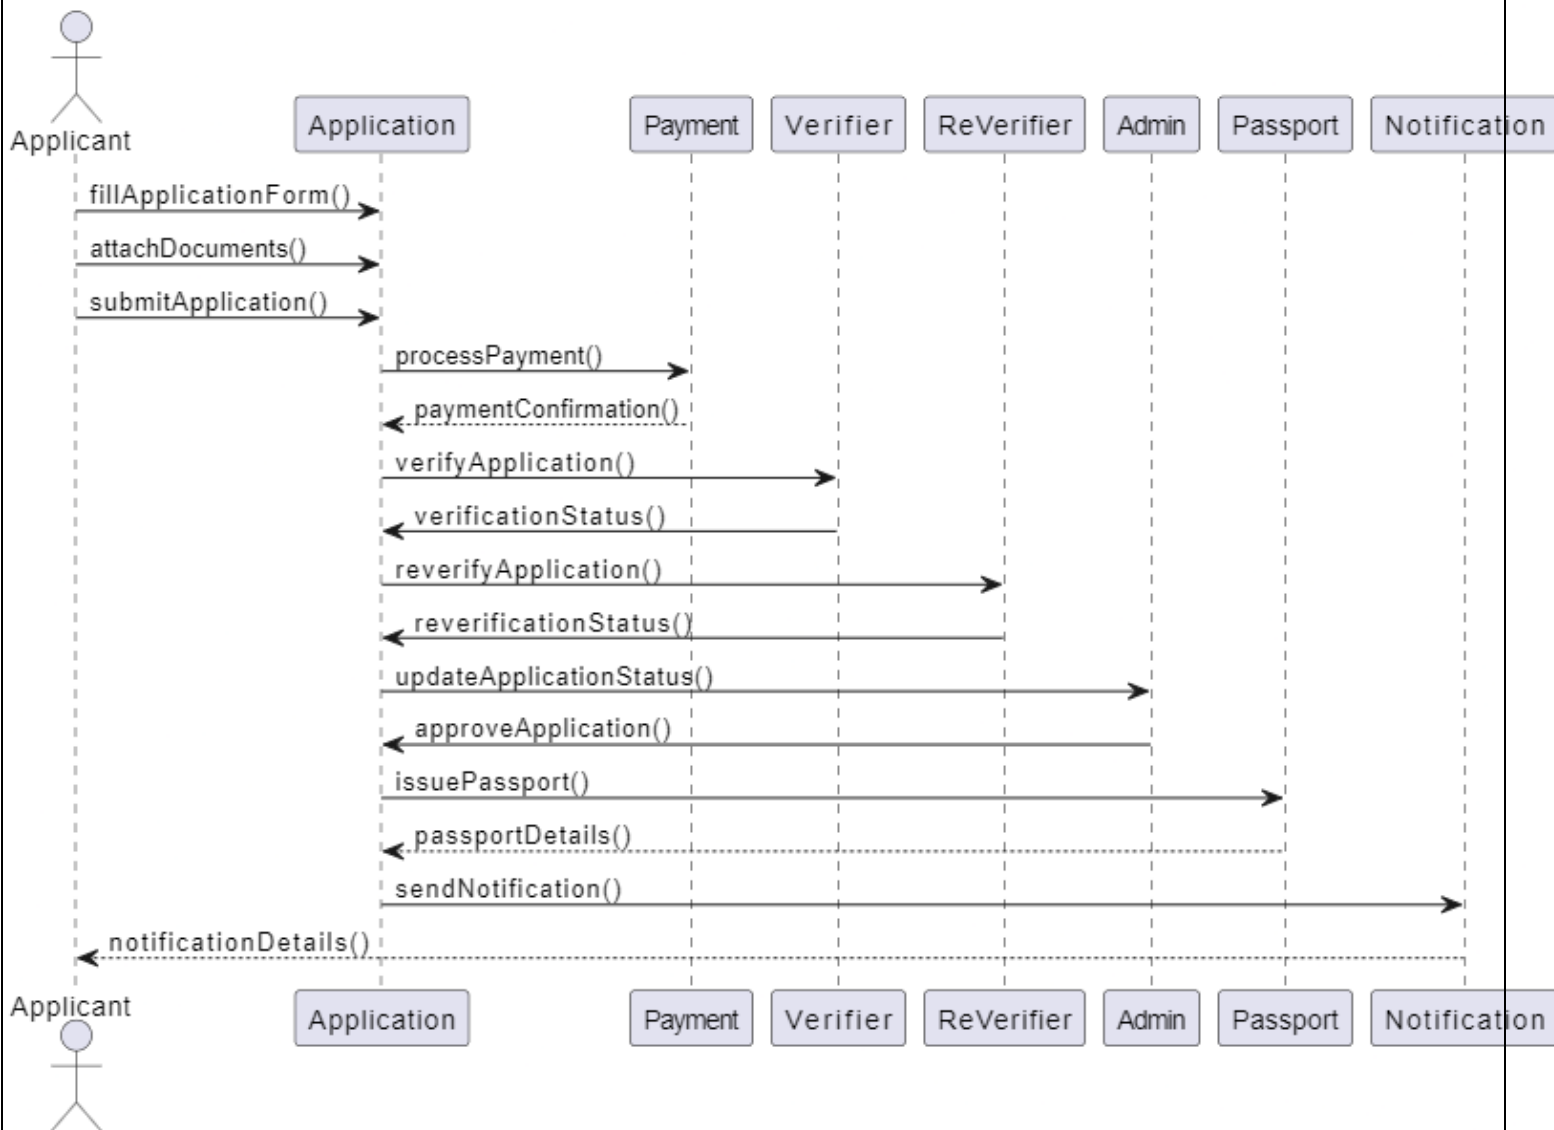 Applicant
Application
Payment
Verifier
ReVerifier
Admin
Passport
Notification
fillApplicationForm()
attachDocuments()
submitApplication()
processPayment()
paymentConfirmation()
verifyApplication()
verificationStatus()
reverifyApplication()
reverificationStatus()
updateApplicationStatus()
approveApplication()
issuePassport()
passportDetails()
sendNotification()
notificationDetails()
Applicant
Application
Payment
Verifier
ReVerifier
Admin
Passport
Notification